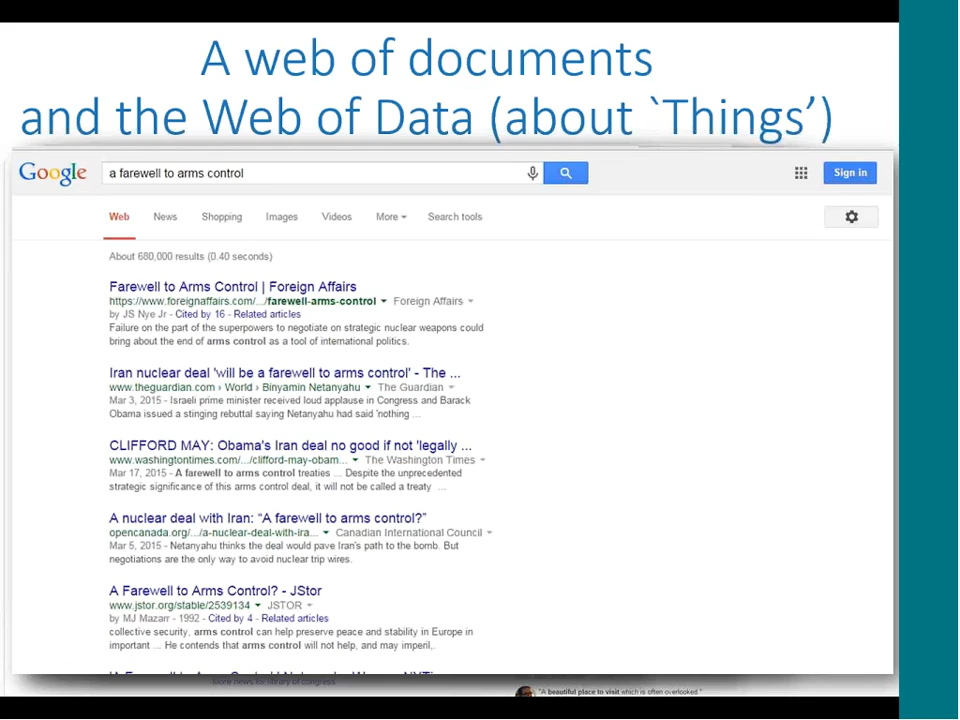 A web of documents
and the Web of Data (about `Things’)
Google
a farewell to arms control
Sign in
Web News Shopping Images Videos More Search tools
About 680,000 results (0.40 seconds)
Farewell to Arms Control | Foreign Affairs
https://www.foreignaffairs.com/.../farewell-arms-control Foreign Affairs
by JS Nye Jr - Cited by 16 - Related articles
Failure on the part of the superpowers to negotiate on strategic nuclear weapons could
bring about the end of arms control as a tool of international politics.
Iran nuclear deal 'will be a farewell to arms control' - The ...
www.theguardian.com › World › Binyamin Netanyahu The Guardian
Mar 3, 2015 - Israeli prime minister received loud applause in Congress and Barack
Obama issued a stinging rebuttal saying Netanyahu had said 'nothing ...
CLIFFORD MAY: Obama's Iran deal no good if not 'legally ...
www.washingtontimes.com/.../clifford-may-obam... The Washington Times
Mar 17, 2015 - A farewell to arms control treaties ... Despite the unprecedented
strategic significance of this arms control deal, it will not be called a treaty ...
A nuclear deal with Iran: “A farewell to arms control?”
opencanada.org/.../a-nuclear-deal-with-ira... Canadian International Council
Mar 5, 2015 - Netanyahu thinks the deal would pave Iran's path to the bomb. But
negotiations are the only way to avoid nuclear trip wires.
A Farewell to Arms Control? - JStor
www.jstor.org/stable/2539134 JSTOR
by MJ Mazarr - 1992 - Cited by 4 - Related articles
collective security, arms control can help preserve peace and stability in Europe in
important ... He contends that arms control will not help, and may imperil,.
More news for library of congress
"A beautiful place to visit which is often overlooked."